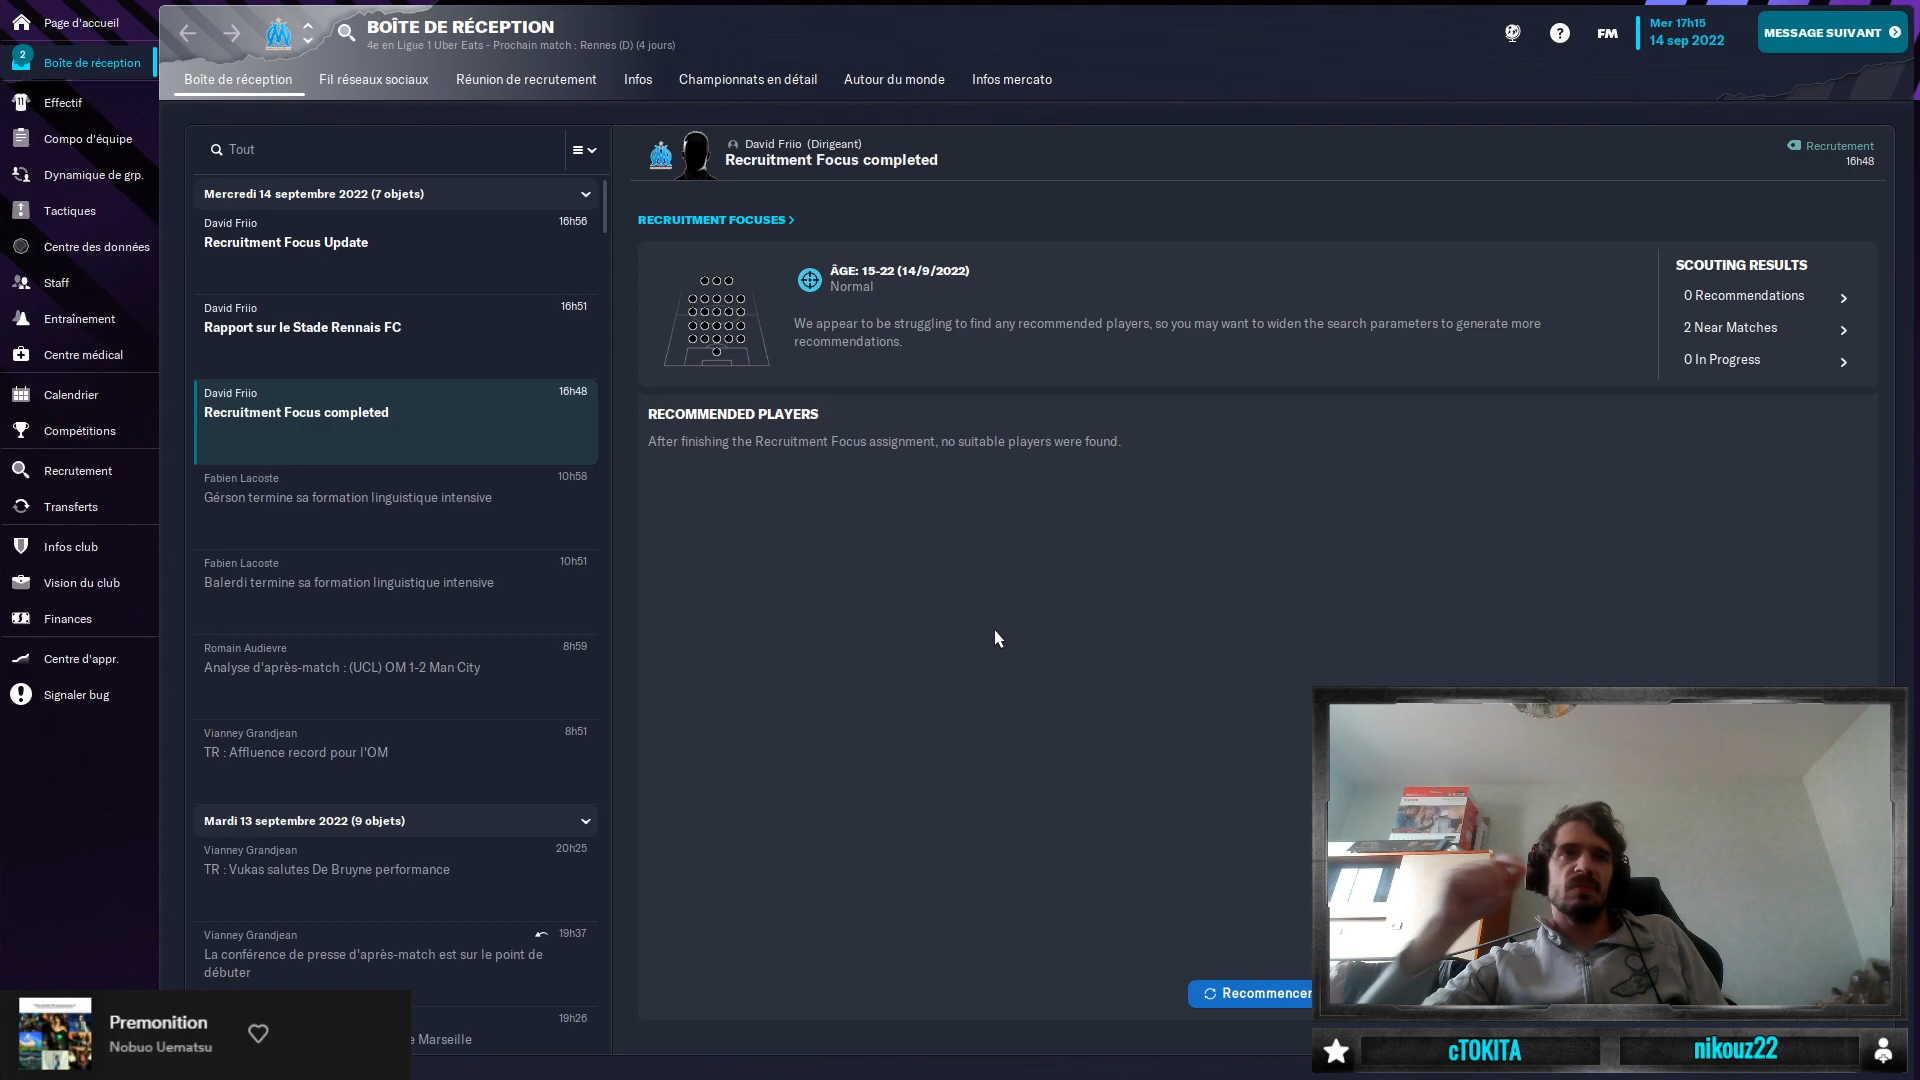 Page d'accueil
2
Boîte de réception
Effectif
Compo d'équipe
Dynamique de grp.
Tactiques
Centre des données
Staff
Entraînement
Centre médical
Calendrier
Compétitions
Recrutement
Transferts
Infos club
Vision du club
Finances
Centre d'appr.
Signaler bug
BOÎTE DE RÉCEPTION
4e en Ligue 1 Uber Eats - Prochain match : Rennes (D) (4 jours)
FM
Mer 17h15
14 sep 2022
MESSAGE SUIVANT
Boîte de réception
Fil réseaux sociaux
Réunion de recrutement
Infos
Championnats en détail
Autour du monde
Infos mercato
Tout
Mercredi 14 septembre 2022 (7 objets)
David Friio 16h56
Recruitment Focus Update
David Friio 16h51
Rapport sur le Stade Rennais FC
David Friio 16h48
Recruitment Focus completed
Fabien Lacoste 10h58
Gérson termine sa formation linguistique intensive
Fabien Lacoste 10h51
Balerdi termine sa formation linguistique intensive
Romain Audievre 8h59
Analyse d'après-match : (UCL) OM 1-2 Man City
Vianney Grandjean 8h51
TR : Affluence record pour l'OM
Mardi 13 septembre 2022 (9 objets)
Vianney Grandjean 20h25
TR : Vukas salutes De Bruyne performance
Vianney Grandjean 19h37
La conférence de presse d'après-match est sur le point de
débuter
19h26
e Marseille
David Friio (Dirigeant)
Recruitment Focus completed
Recrutement
16h48
RECRUITMENT FOCUSES
ÂGE: 15-22 (14/9/2022)
Normal
We appear to be struggling to find any recommended players, so you may want to widen the search parameters to generate more
recommendations.
SCOUTING RESULTS
0 Recommendations
2 Near Matches
0 In Progress
RECOMMENDED PLAYERS
After finishing the Recruitment Focus assignment, no suitable players were found.
Recommencer
Premonition
Nobuo Uematsu
cTOKITA
nikouz22